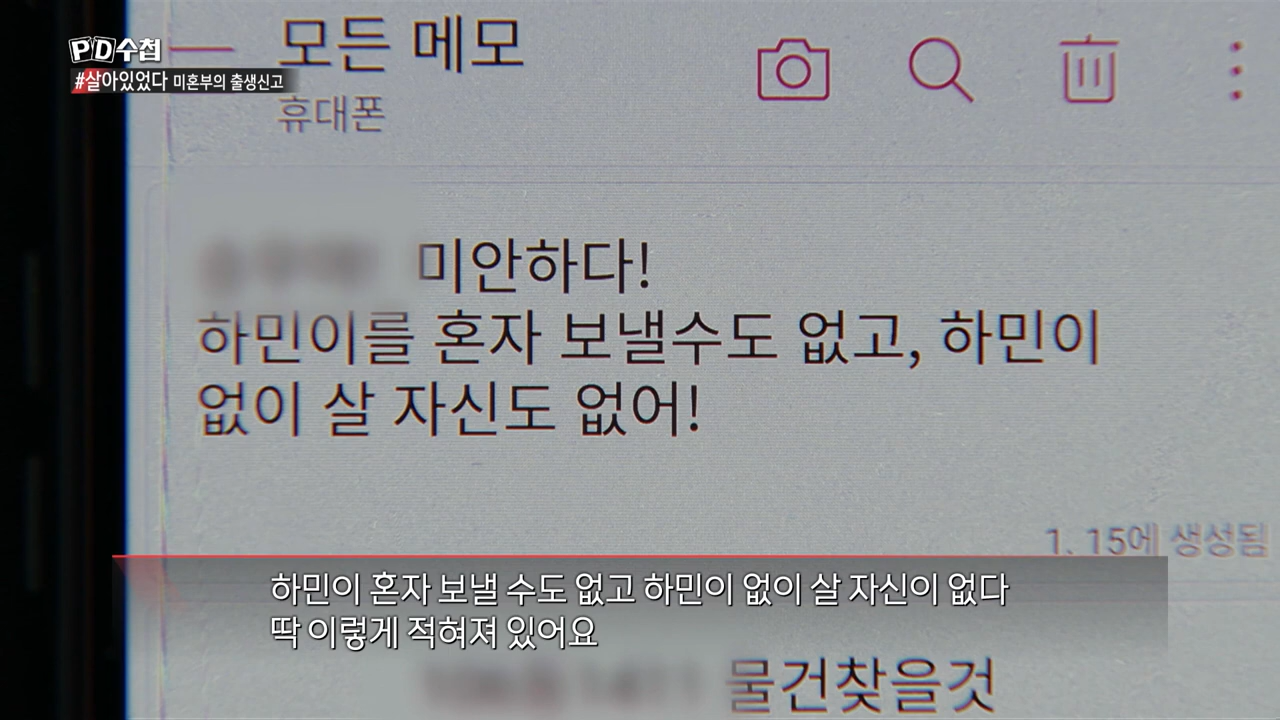 PD수첩
#살아있었다 미혼부의 출생신고
모든 메모
휴대폰
미안하다!
하민이를 혼자 보낼수도 없고, 하민이
없이 살 자신도 없어!
1. 15에 생성됨
하민이 혼자 보낼 수도 없고 하민이 없이 살 자신이 없다
딱 이렇게 적혀져 있어요
물건찾을것